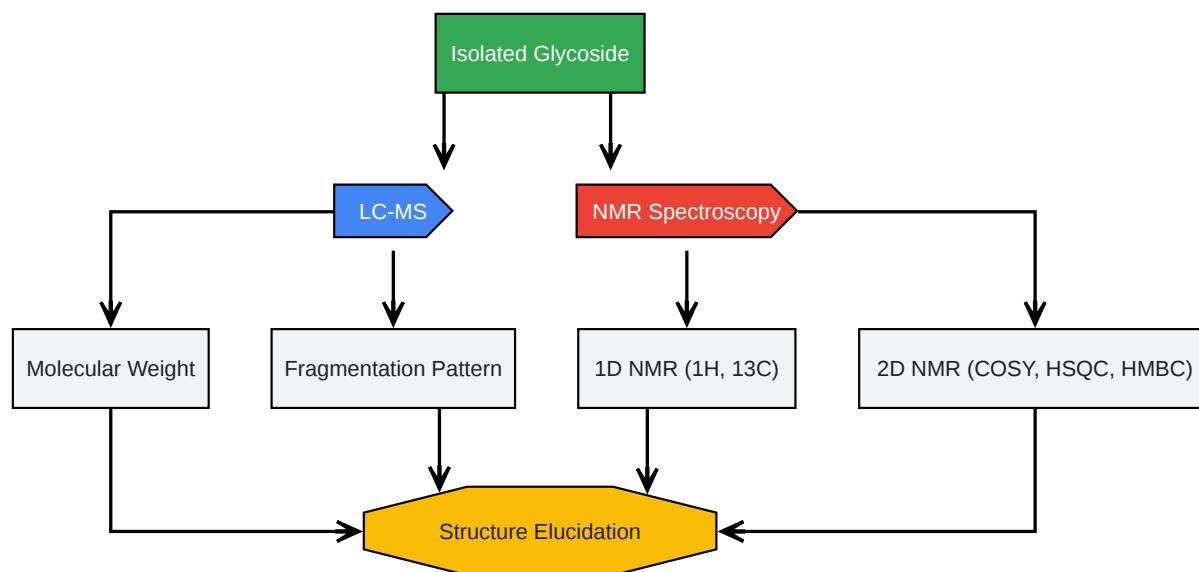 Isolated Glycoside
LC-MS
NMR Spectroscopy
Molecular Weight
Fragmentation Pattern
1D NMR (1H, 13C)
2D NMR (COSY, HSQC, HMBC)
Structure Elucidation